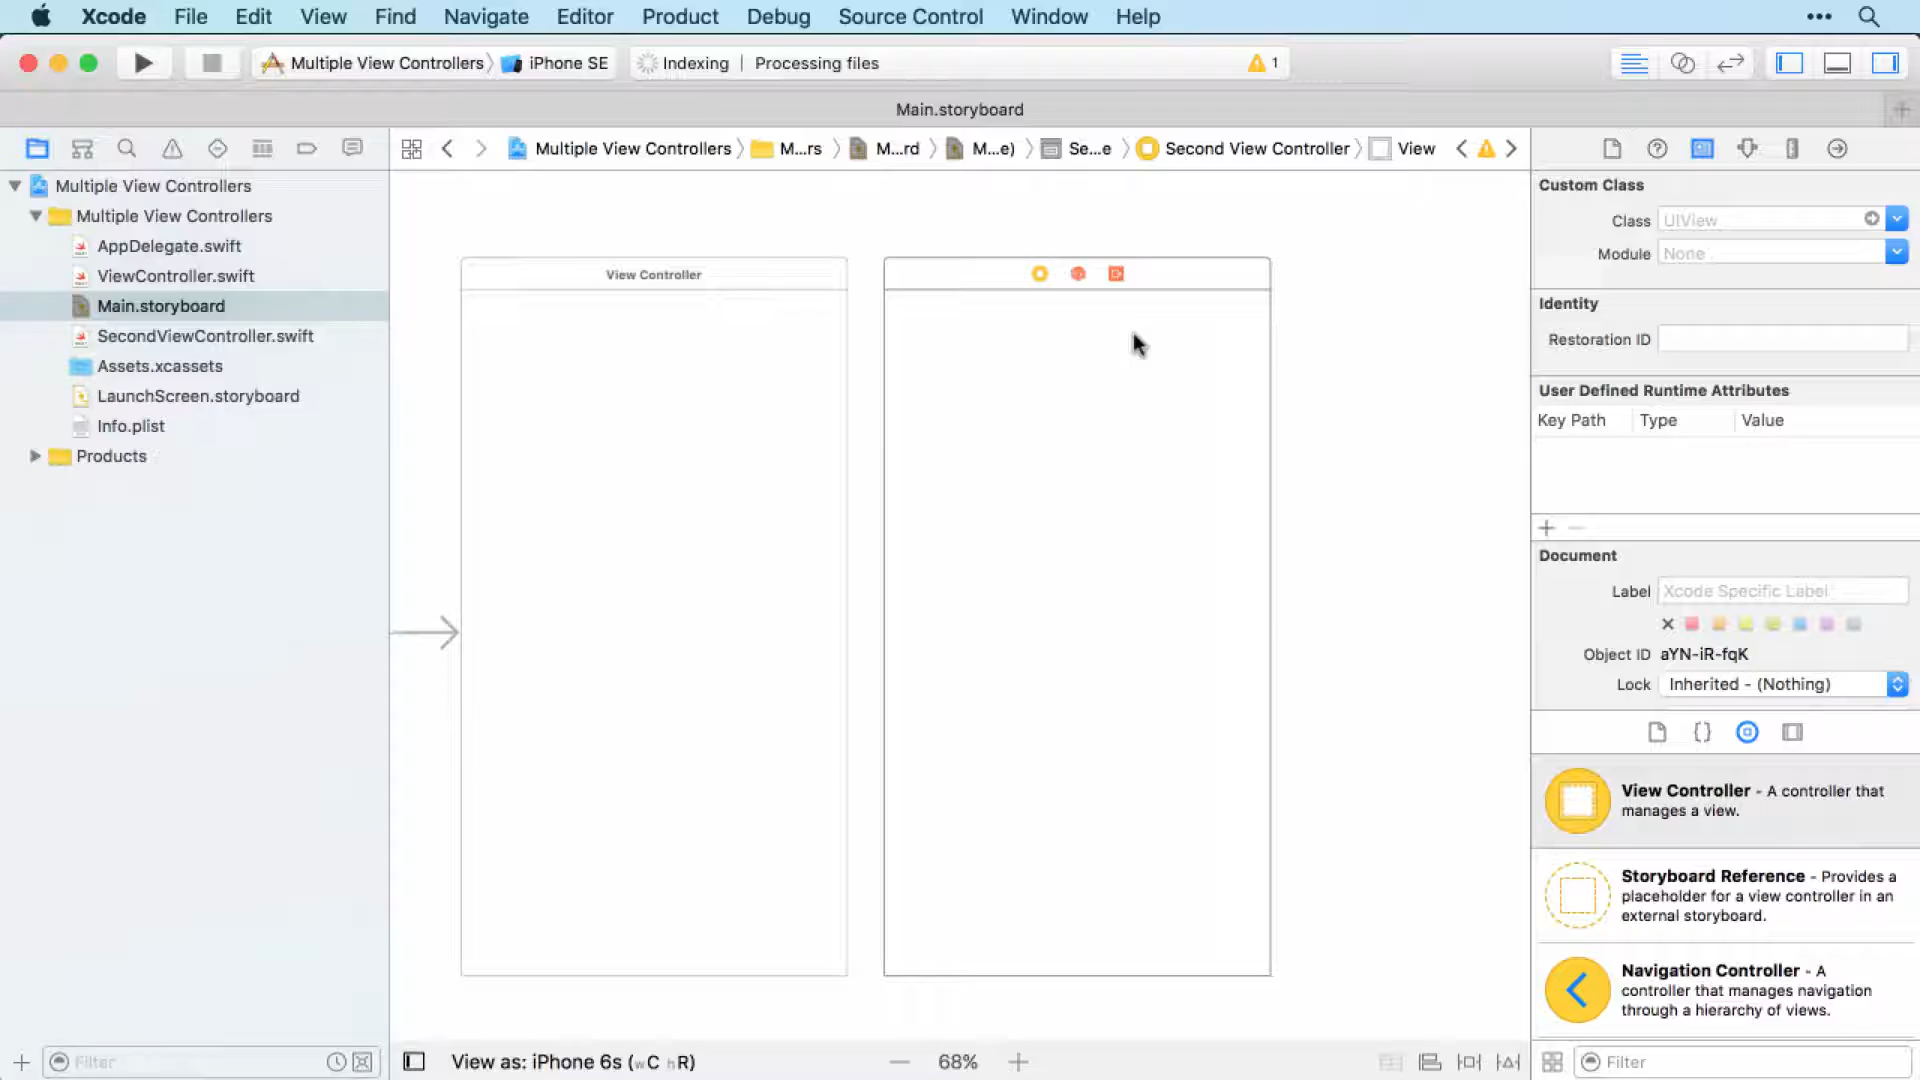 Xcode File Edit View Find Navigate Editor Product Debug Source Control Window Help
Multiple View Controllers iPhone SE Indexing | Processing files 1
Main.storyboard
Multiple View Controllers M...rs M...rd M...e) Se...e Second View Controller View
Multiple View Controllers
Multiple View Controllers
AppDelegate.swift
ViewController.swift
Main.storyboard
SecondViewController.swift
Assets.xcassets
LaunchScreen.storyboard
Info.plist
Products
Filter
View Controller
View as: iPhone 6s (wC hR)
68%
Custom Class
Class UIView
Module None
Identity
Restoration ID
User Defined Runtime Attributes
Key Path Type Value
Document
Label Xcode Specific Label
Object ID aYN-iR-fqK
Lock Inherited - (Nothing)
View Controller - A controller that
manages a view.
Storyboard Reference - Provides a
placeholder for a view controller in an
external storyboard.
Navigation Controller - A
controller that manages navigation
through a hierarchy of views.
Filter